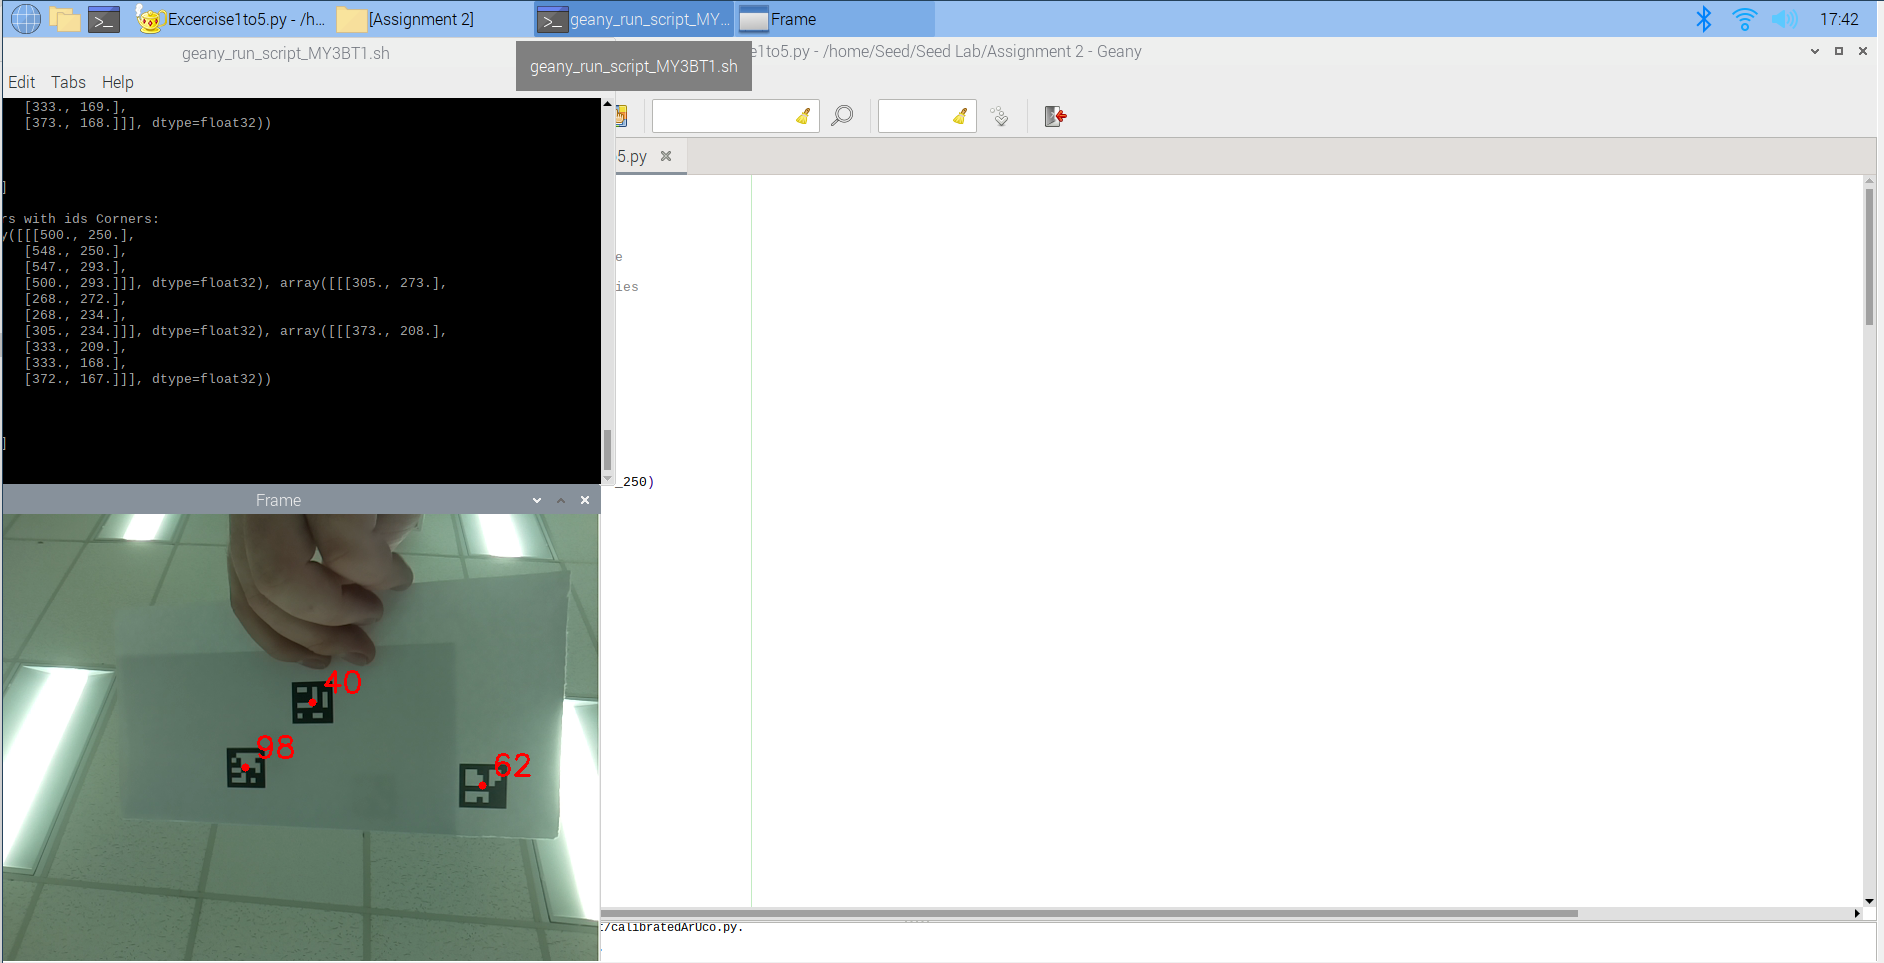 Excercise1to5.py - /h...
[Assignment 2]
geany_run_script_MY...
Frame
17:42
geany_run_script_MY3BT1.sh
e1to5.py - /home/Seed/Seed Lab/Assignment 2 - Geany
geany_run_script_MY3BT1.sh
Edit Tabs Help
[333., 169.],
[373., 168.]]], dtype=float32))
]
rs with ids Corners:
y([[[500., 250.],
[548., 250.],
[547., 293.],
[500., 293.]]], dtype=float32), array([[[305., 273.],
[268., 272.],
[268., 234.],
[305., 234.]]], dtype=float32), array([[[373., 208.],
[333., 209.],
[333., 168.],
[372., 167.]]], dtype=float32))
]
5.py
e
ies
_250)
Frame
40
98
62
t/calibratedArUco.py.